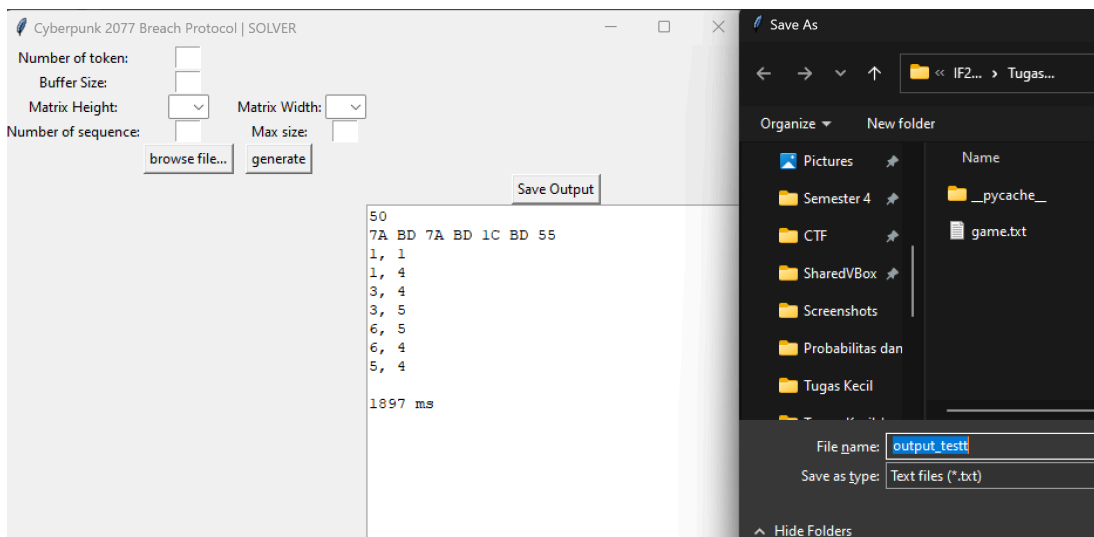 Cyberpunk 2077 Breach Protocol | SOLVER
Number of token:
Buffer Size:
Matrix Height:
Matrix Width:
Number of sequence:
Max size:
browse file...
generate
Save Output
50
7A BD 7A BD 1C BD 55
1, 1
1, 4
3, 4
3, 5
6, 5
6, 4
5, 4
1897 ms
Save As
« IF2... › Tugas...
Organize
New folder
Pictures
Semester 4
CTF
SharedVBox
Screenshots
Probabilitas dan
Tugas Kecil
Name
__pycache__
game.txt
File name:
output_testt
Save as type:
Text files (*.txt)
Hide Folders